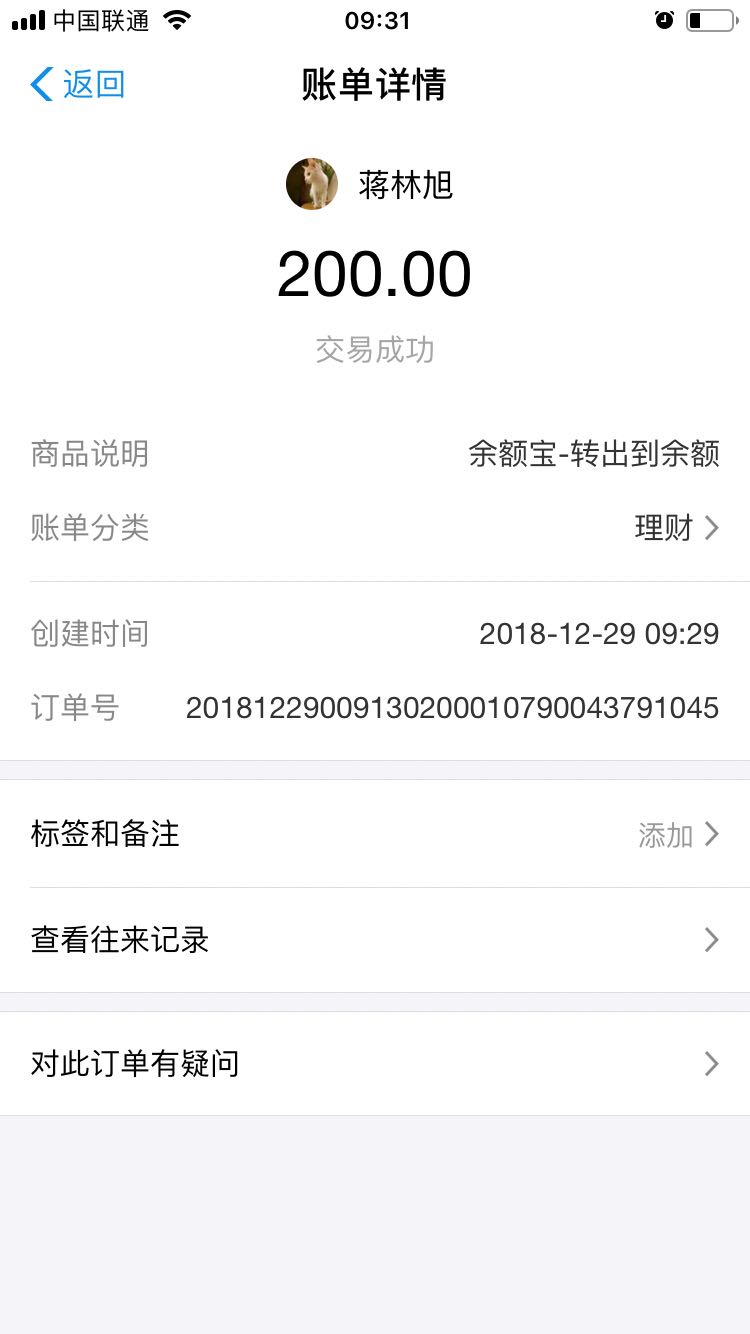 中国联通 09:31
返回 账单详情
蒋林旭
200.00
交易成功
商品说明 余额宝-转出到余额
账单分类 理财
创建时间 2018-12-29 09:29
订单号 20181229009130200010790043791045
标签和备注 添加
查看往来记录
对此订单有疑问